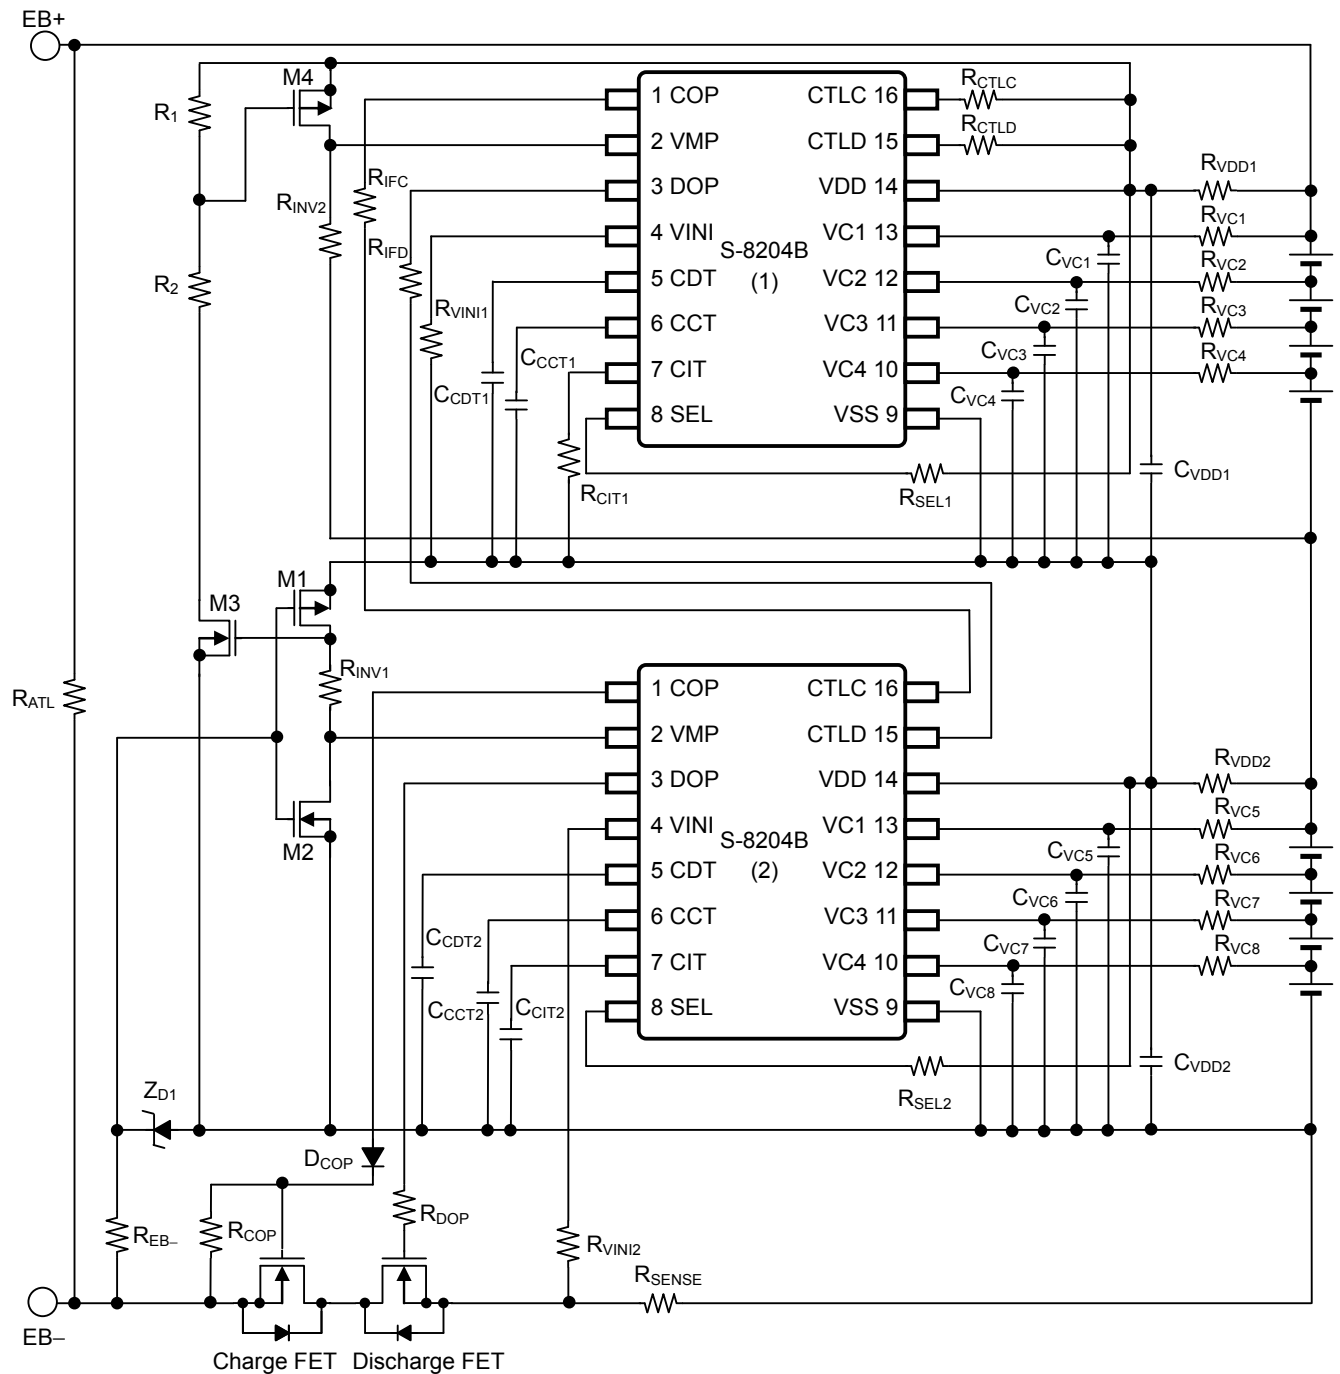 EB+
M4
R1
1 COP
CTLC 16
RCTLC
2 VMP
CTLD 15
RCTLD
RIFC
3 DOP
VDD 14
RVDD1
RINV2
4 VINI
VC1 13
RVC1
RIFD
S-8204B
(1)
CVC1
R2
5 CDT
VC2 12
RVC2
RVINI1
CVC2
6 CCT
VC3 11
RVC3
CCCT1
CVC3
7 CIT
VC4 10
RVC4
CCDT1
CVC4
8 SEL
VSS 9
RCIT1
RSEL1
CVDD1
M1
M3
RINV1
RATL
1 COP
CTLC 16
2 VMP
CTLD 15
3 DOP
VDD 14
RVDD2
4 VINI
VC1 13
RVC5
M2
S-8204B
(2)
CVC5
5 CDT
VC2 12
RVC6
CVC6
6 CCT
VC3 11
RVC7
CCDT2
CVC7
7 CIT
VC4 10
RVC8
CVC8
CCCT2
CCIT2
8 SEL
VSS 9
RSEL2
CVDD2
ZD1
DCOP
REB–
RCOP
RDOP
RVINI2
RSENSE
EB–
Charge FET
Discharge FET